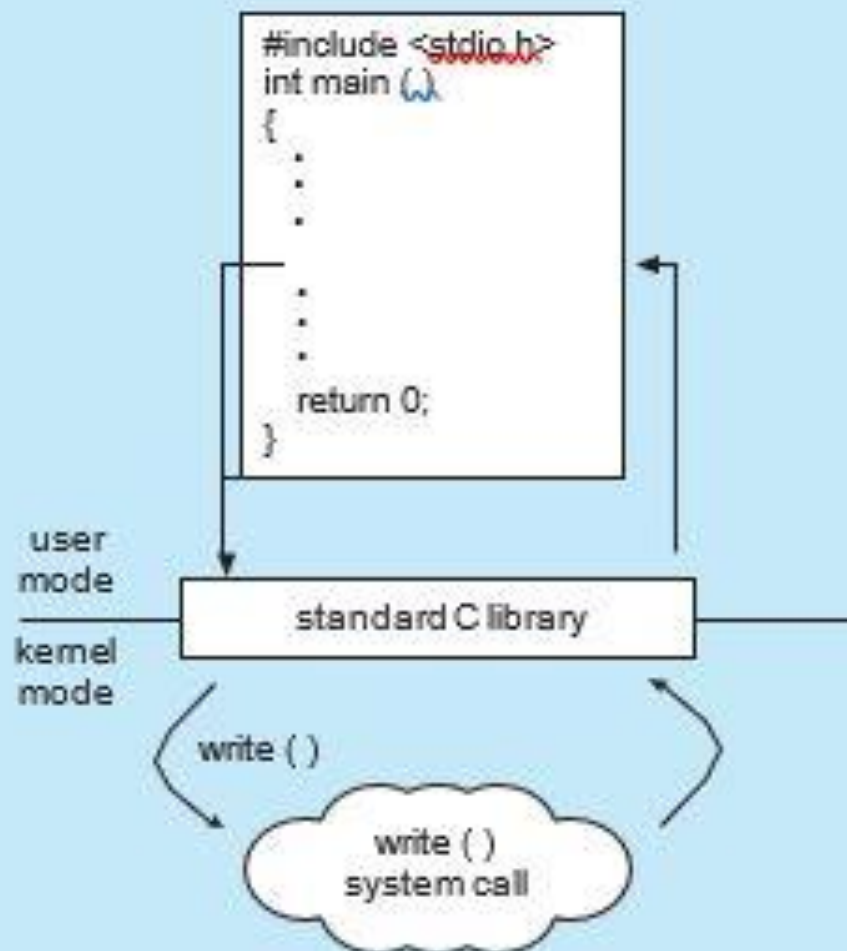 #include <stdio.h>
int main ( )
{
.
.
.
.
.
.
return 0;
}
user
mode
standard C library
kernel
mode
write ( )
write ( )
system call